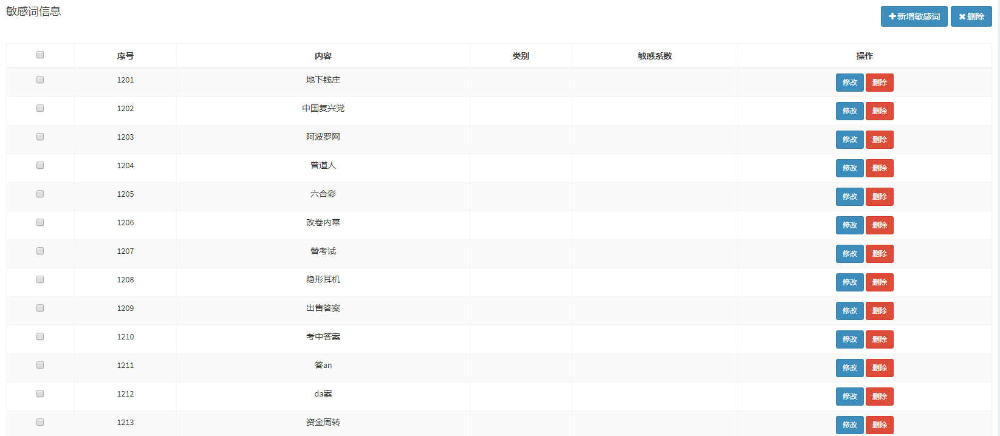 敏感词信息
新增敏感词 删除
序号 内容 类别 敏感系数 操作
1201 地下钱庄 修改 删除
1202 中国复兴党 修改 删除
1203 阿波罗网 修改 删除
1204 曾道人 修改 删除
1205 六合彩 修改 删除
1206 改卷内幕 修改 删除
1207 替考试 修改 删除
1208 隐形耳机 修改 删除
1209 出售答案 修改 删除
1210 考中答案 修改 删除
1211 答an 修改 删除
1212 da案 修改 删除
1213 资金周转 修改 删除